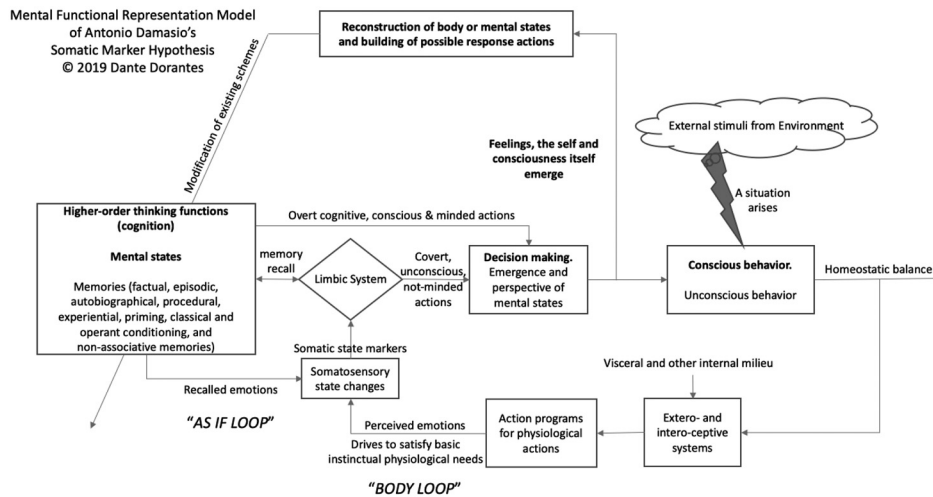 Mental Functional Representation Model
of Antonio Damasio's
Somatic Marker Hypothesis
© 2019 Dante Dorantes
Reconstruction of body or mental states
and building of possible response actions
Modification of existing schemes
External stimuli from Environment
Feelings, the self and
consciousness itself
emerge
A situation
arises
Higher-order thinking functions
(cognition)
Mental states
Memories (factual, episodic,
autobiographical, procedural,
experiential, priming, classical and
operant conditioning, and
non-associative memories)
Overt cognitive, conscious & minded actions
memory
recall
Limbic System
Covert,
unconscious,
not-minded
actions
Decision making.
Emergence and
perspective of
mental states
Conscious behavior.
Unconscious behavior
Homeostatic balance
Somatic state markers
Somatosensory
state changes
Recalled emotions
"AS IF LOOP"
Visceral and other internal milieu
Perceived emotions
Drives to satisfy basic
instinctual physiological needs
Action programs
for physiological
actions
Extero- and
intero-ceptive
systems
"BODY LOOP"